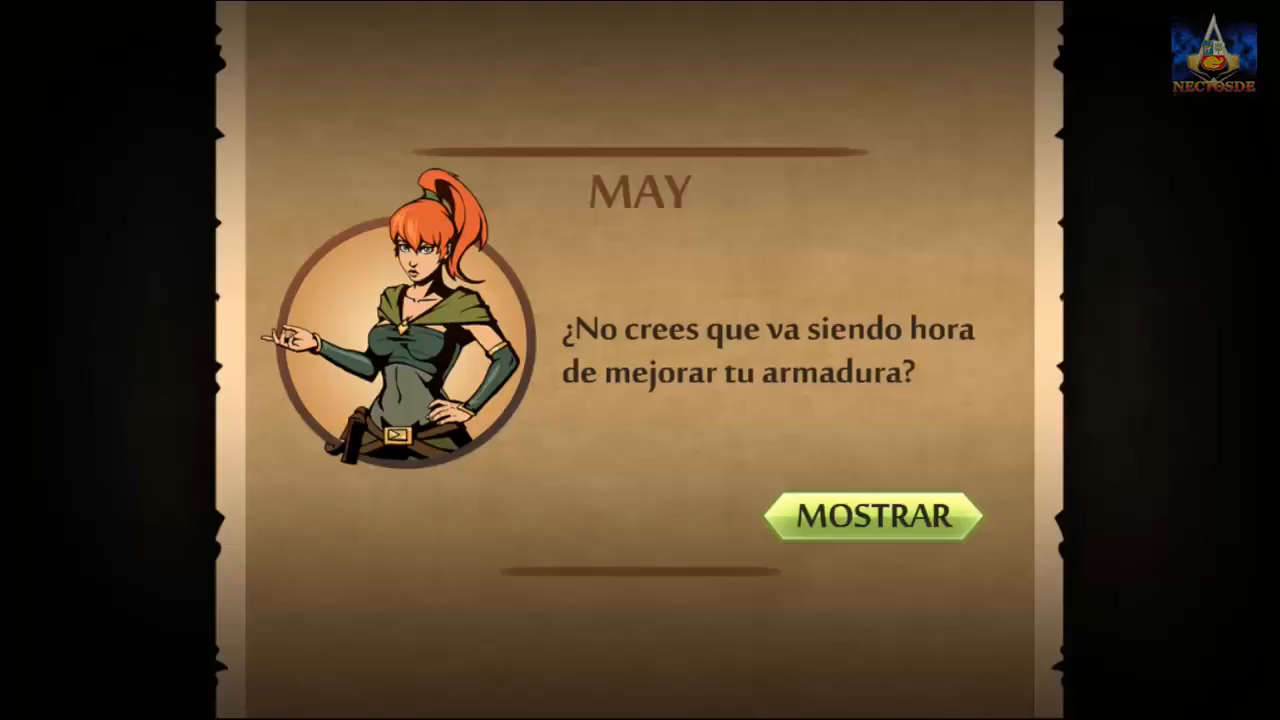 NECTOSDE
MAY
¿No crees que va siendo hora
de mejorar tu armadura?
MOSTRAR